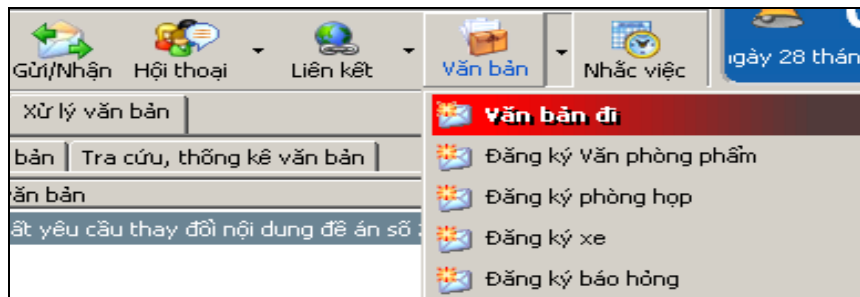 Gửi/Nhận Hội thoại Liên kết Văn bản Nhắc việc
gày 28 thán
Xử lý văn bản
Văn bản đi
bản Tra cứu, thống kê văn bản
Đăng ký Văn phòng phẩm
ăn bản
Đăng ký phòng họp
ất yêu cầu thay đổi nội dung đề án số
Đăng ký xe
Đăng ký báo hỏng